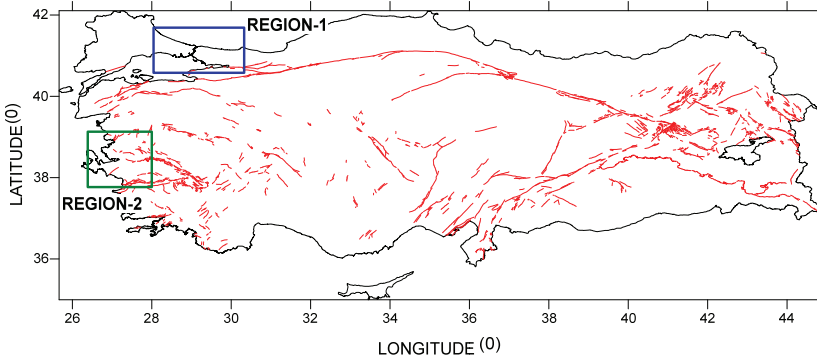 42
REGION-1
40
38
REGION-2
36
LATITUDE(0)
26 28 30 32 34 36 38 40 42 44
LONGITUDE (0)